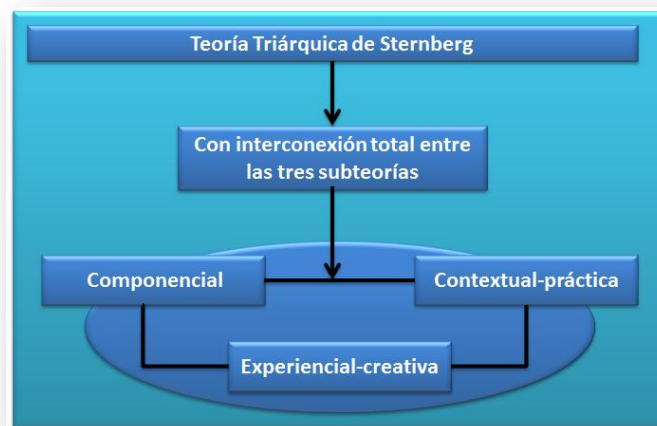 Teoría Triárquica de Sternberg
Con interconexión total entre
las tres subteorías
Componencial
Contextual-práctica
Experiencial-creativa